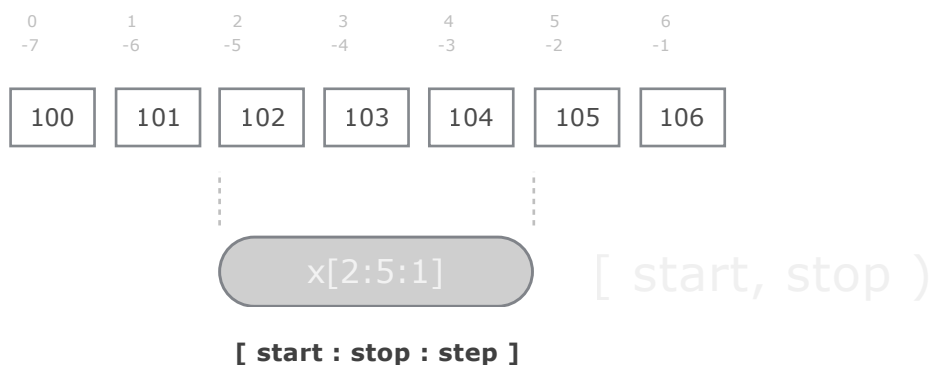 0 1 2 3 4 5 6
-7 -6 -5 -4 -3 -2 -1
100 101 102 103 104 105 106
x[2:5:1] [ start, stop )
[ start : stop : step ]